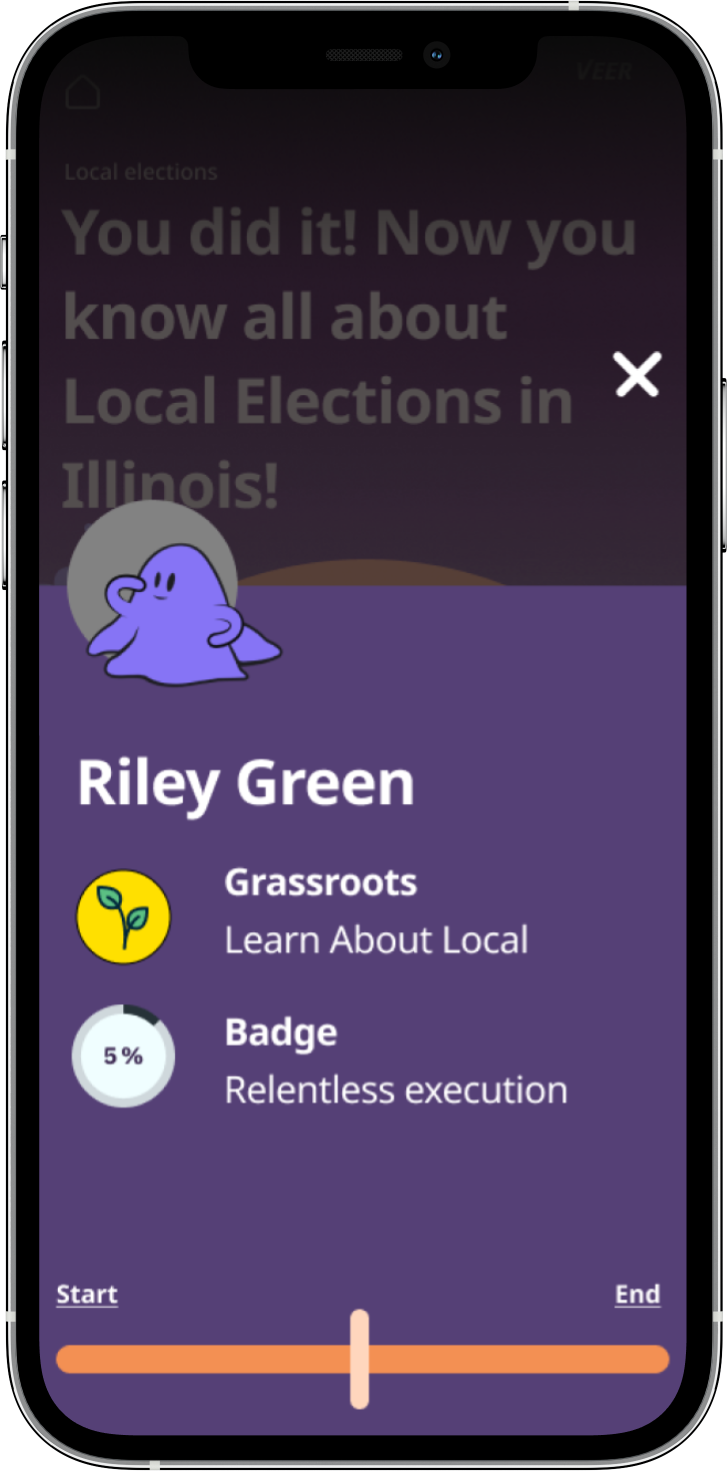 VEER
Local elections
You did it! Now you
know all about
Local Elections in
Illinois!
Riley Green
Grassroots
Learn About Local
5%
Badge
Relentless execution
Start
End